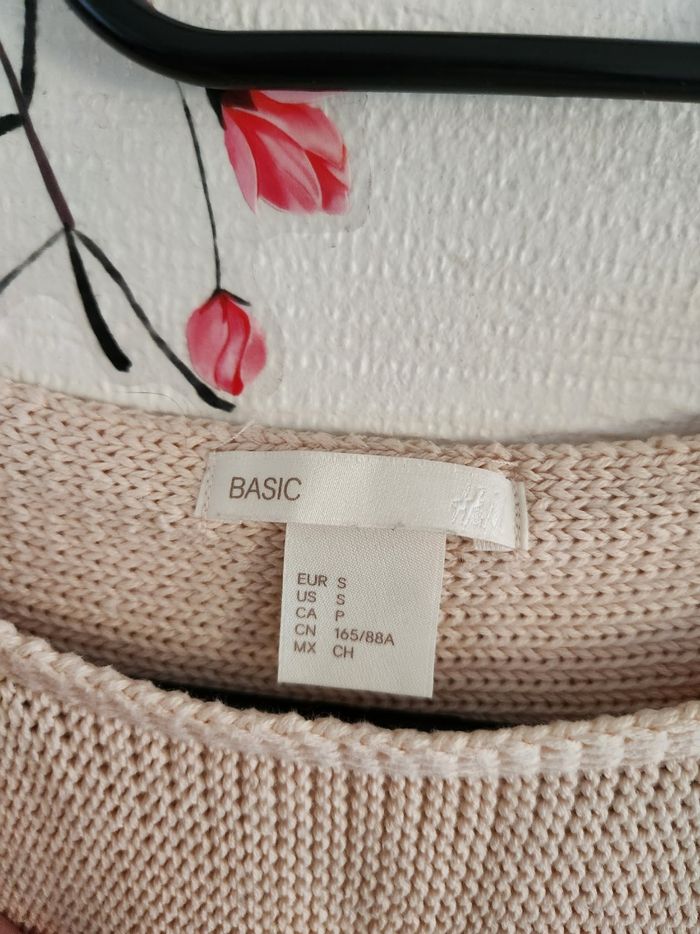 BASIC
H&M
EUR S
US S
CA P
CN 165/88A
MX CH